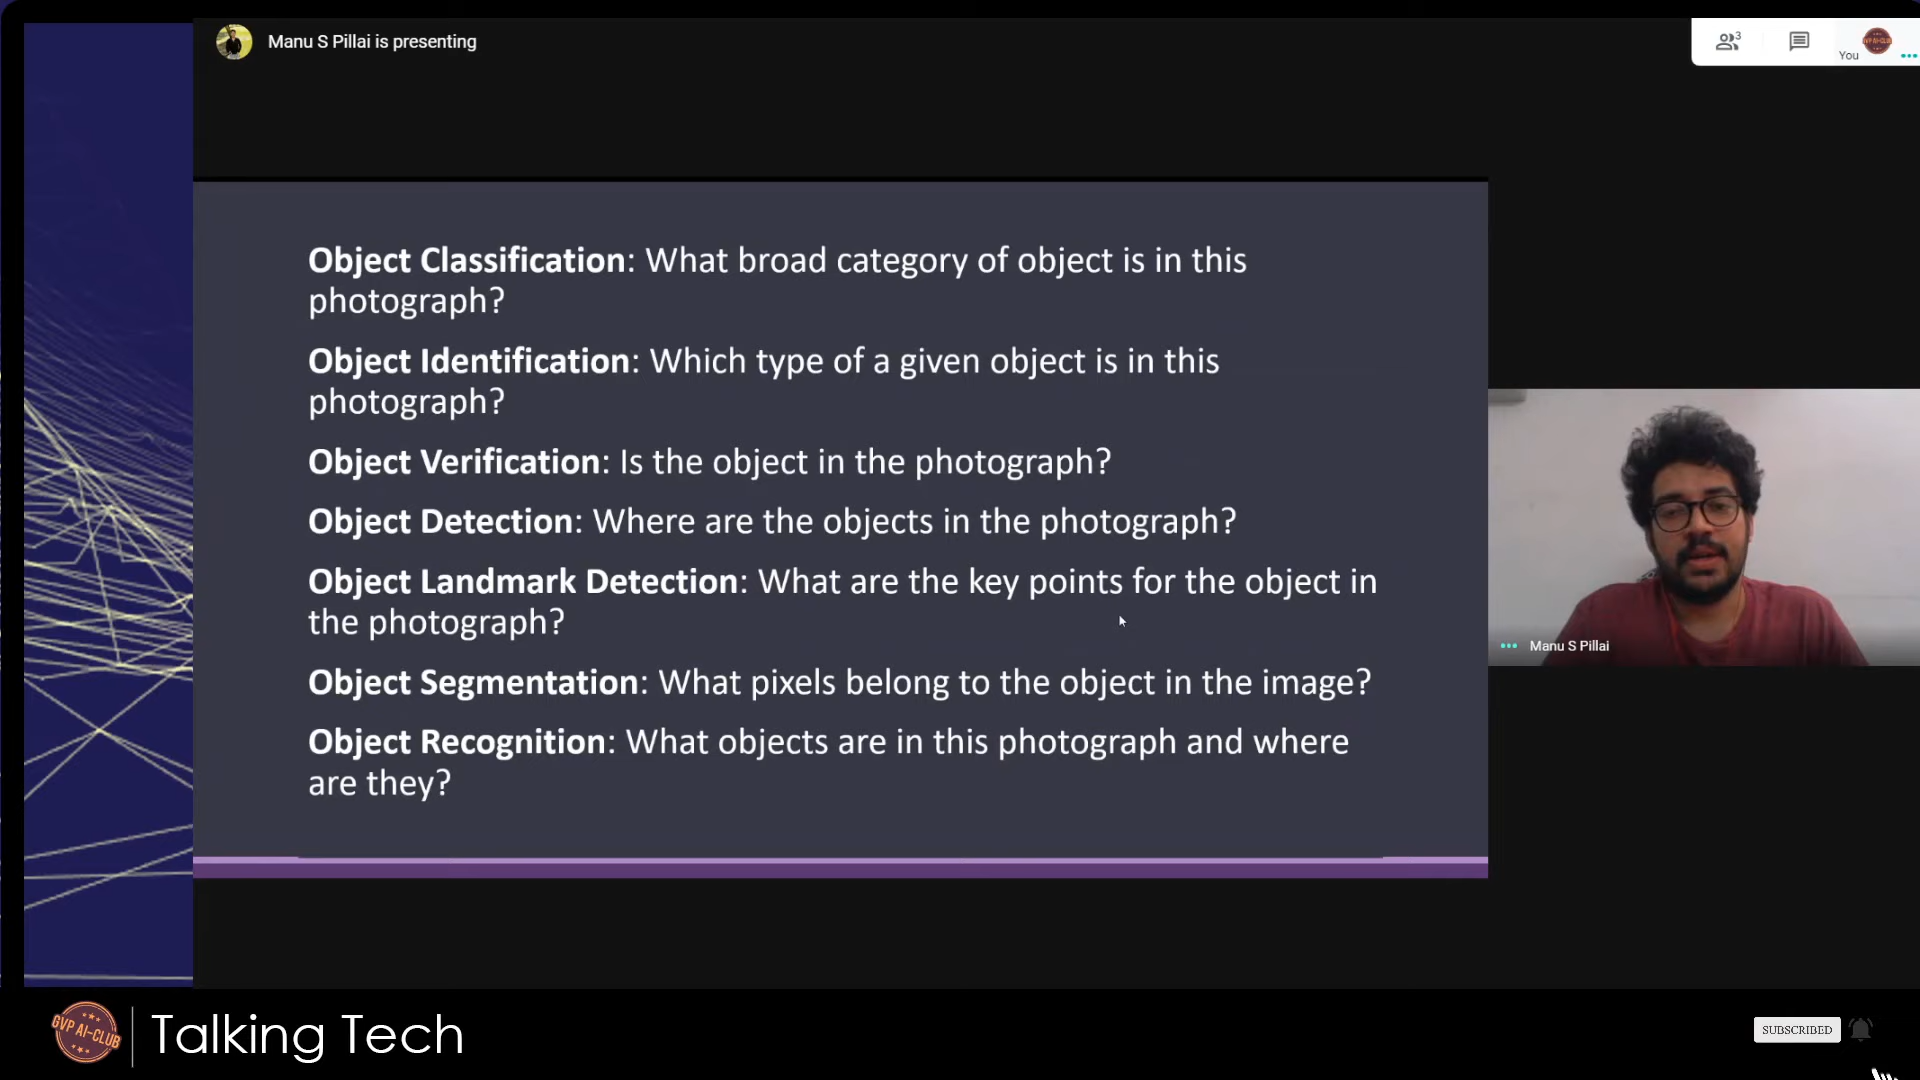 Manu S Pillai is presenting
3
You
Object Classification: What broad category of object is in this
photograph?
Object Identification: Which type of a given object is in this
photograph?
Object Verification: Is the object in the photograph?
Object Detection: Where are the objects in the photograph?
Object Landmark Detection: What are the key points for the object in
the photograph?
Object Segmentation: What pixels belong to the object in the image?
Object Recognition: What objects are in this photograph and where
are they?
Manu S Pillai
GVP AI-CLUB
Talking Tech
SUBSCRIBED